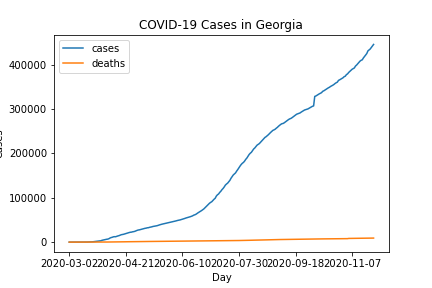 COVID-19 Cases in Georgia
cases
deaths
400000
300000
200000
100000
0
cases
2020-03-02
2020-04-21
2020-06-10
2020-07-30
2020-09-18
2020-11-07
Day